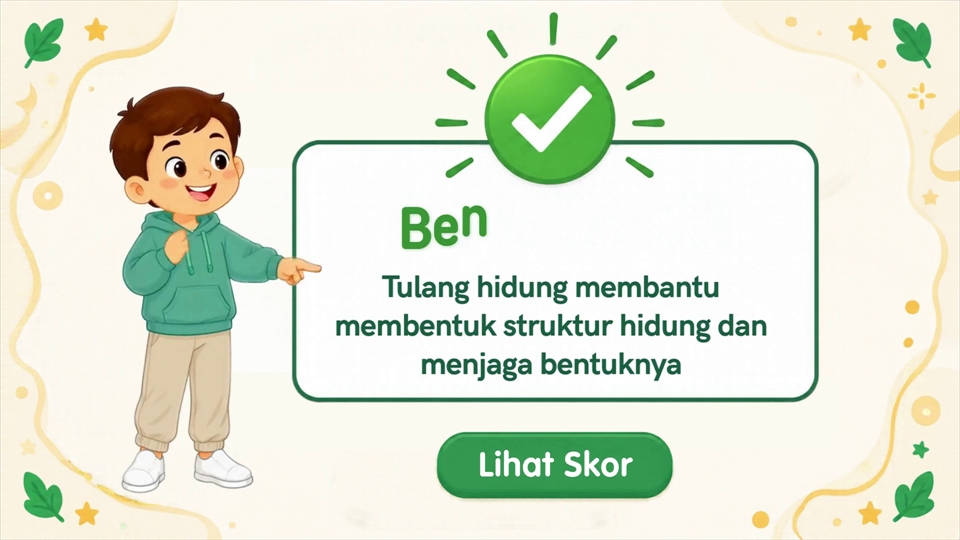 Ben
Tulang hidung membantu
membentuk struktur hidung dan
menjaga bentuknya
Lihat Skor